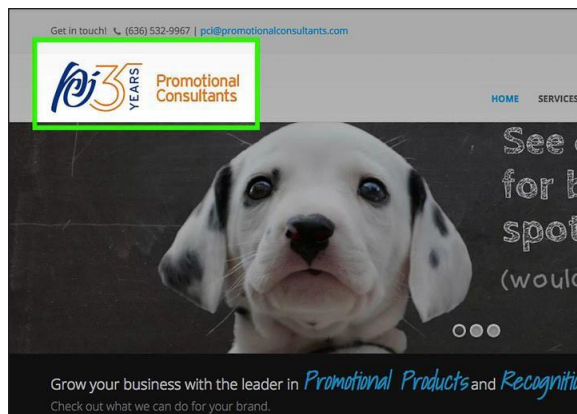 Get in touch! (636) 532-9967 | pci@promotionalconsultants.com
pci 35 YEARS Promotional
Consultants
HOME SERVICES
See
for
spot
(would
Grow your business with the leader in Promotional Products and Recognition
Check out what we can do for your brand.